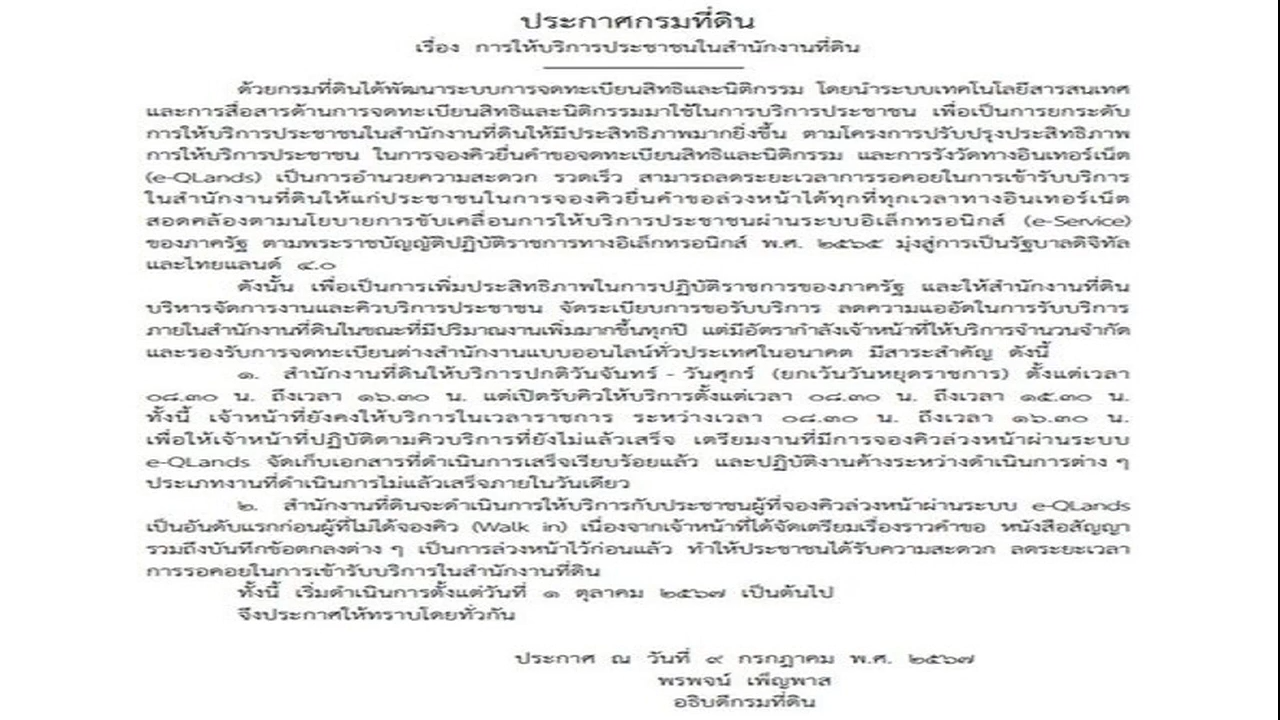 ประกาศกรมที่ดิน
เรื่อง การให้บริการประชาชนในสำนักงานที่ดิน
ด้วยกรมที่ดินได้พัฒนาระบบการจดทะเบียนสิทธิและนิติกรรม โดยนำระบบเทคโนโลยีสารสนเทศ
และการสื่อสารด้านการจดทะเบียนสิทธิและนิติกรรมมาใช้ในการบริการประชาชน เพื่อเป็นการยกระดับ
การให้บริการประชาชนในสำนักงานที่ดินให้มีประสิทธิภาพมากยิ่งขึ้น ตามโครงการปรับปรุงประสิทธิภาพ
การให้บริการประชาชน ในการจองคิวยื่นคำขอจดทะเบียนสิทธิและนิติกรรม และการรังวัดทางอินเทอร์เน็ต
(e-QLands) เป็นการอำนวยความสะดวก รวดเร็ว สามารถลดระยะเวลาการรอคอยในการเข้ารับบริการ
ในสำนักงานที่ดินให้แก่ประชาชนในการจองคิวยื่นคำขอล่วงหน้าได้ทุกที่ทุกเวลาทางอินเทอร์เน็ต
สอดคล้องตามนโยบายการขับเคลื่อนการให้บริการประชาชนผ่านระบบอิเล็กทรอนิกส์ (e-Service)
ของภาครัฐ ตามพระราชบัญญัติปฏิบัติราชการทางอิเล็กทรอนิกส์ พ.ศ. ๒๕๖๕ มุ่งสู่การเป็นรัฐบาลดิจิทัล
และไทยแลนด์ ๔.๐
ดังนั้น เพื่อเป็นการเพิ่มประสิทธิภาพในการปฏิบัติราชการของภาครัฐ และให้สำนักงานที่ดิน
บริหารจัดการงานและคิวบริการประชาชน จัดระเบียบการขอรับบริการ ลดความแออัดในการรับบริการ
ภายในสำนักงานที่ดินในขณะที่มีปริมาณงานเพิ่มมากขึ้นทุกปี แต่มีอัตรากำลังเจ้าหน้าที่ให้บริการจำนวนจำกัด
และรองรับการจดทะเบียนต่างสำนักงานแบบออนไลน์ทั่วประเทศในอนาคต มีสาระสำคัญ ดังนี้
๑. สำนักงานที่ดินให้บริการปกติวันจันทร์ - วันศุกร์ (ยกเว้นวันหยุดราชการ) ตั้งแต่เวลา
๐๘.๓๐ น. ถึงเวลา ๑๖.๓๐ น. แต่เปิดรับคิวให้บริการตั้งแต่เวลา ๐๘.๓๐ น. ถึงเวลา ๑๕.๓๐ น.
ทั้งนี้ เจ้าหน้าที่ยังคงให้บริการในเวลาราชการ ระหว่างเวลา ๐๘.๓๐ น. ถึงเวลา ๑๖.๓๐ น.
เพื่อให้เจ้าหน้าที่ปฏิบัติตามคิวบริการที่ยังไม่แล้วเสร็จ เตรียมงานที่มีการจองคิวล่วงหน้าผ่านระบบ
e-QLands จัดเก็บเอกสารที่ดำเนินการเสร็จเรียบร้อยแล้ว และปฏิบัติงานค้างระหว่างดำเนินการต่าง ๆ
ประเภทงานที่ดำเนินการไม่แล้วเสร็จภายในวันเดียว
๒. สำนักงานที่ดินจะดำเนินการให้บริการกับประชาชนผู้ที่จองคิวล่วงหน้าผ่านระบบ e-QLands
เป็นอันดับแรกก่อนผู้ที่ไม่ได้จองคิว (Walk in) เนื่องจากเจ้าหน้าที่ได้จัดเตรียมเรื่องราวคำขอ หนังสือสัญญา
รวมถึงบันทึกข้อตกลงต่าง ๆ เป็นการล่วงหน้าไว้ก่อนแล้ว ทำให้ประชาชนได้รับความสะดวก ลดระยะเวลา
การรอคอยในการเข้ารับบริการในสำนักงานที่ดิน
ทั้งนี้ เริ่มดำเนินการตั้งแต่วันที่ ๑ ตุลาคม ๒๕๖๗ เป็นต้นไป
จึงประกาศให้ทราบโดยทั่วกัน
ประกาศ ณ วันที่ ๙ กรกฎาคม พ.ศ. ๒๕๖๗
พรพจน์ เพ็ญพาส
อธิบดีกรมที่ดิน